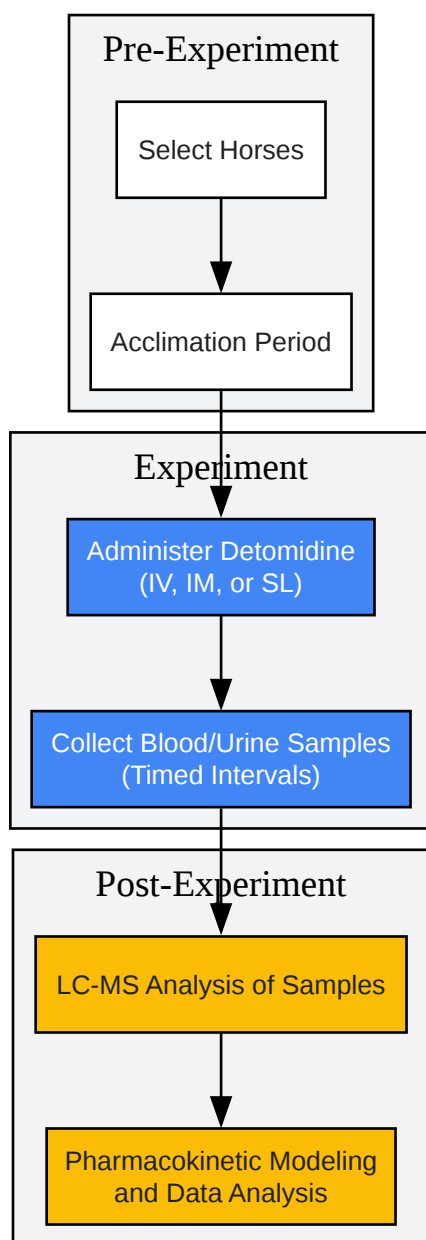 Pre-Experiment
Select Horses
Acclimation Period
Experiment
Administer Detomidine
(IV, IM, or SL)
Collect Blood/Urine Samples
(Timed Intervals)
Post-Experiment
LC-MS Analysis of Samples
Pharmacokinetic Modeling
and Data Analysis